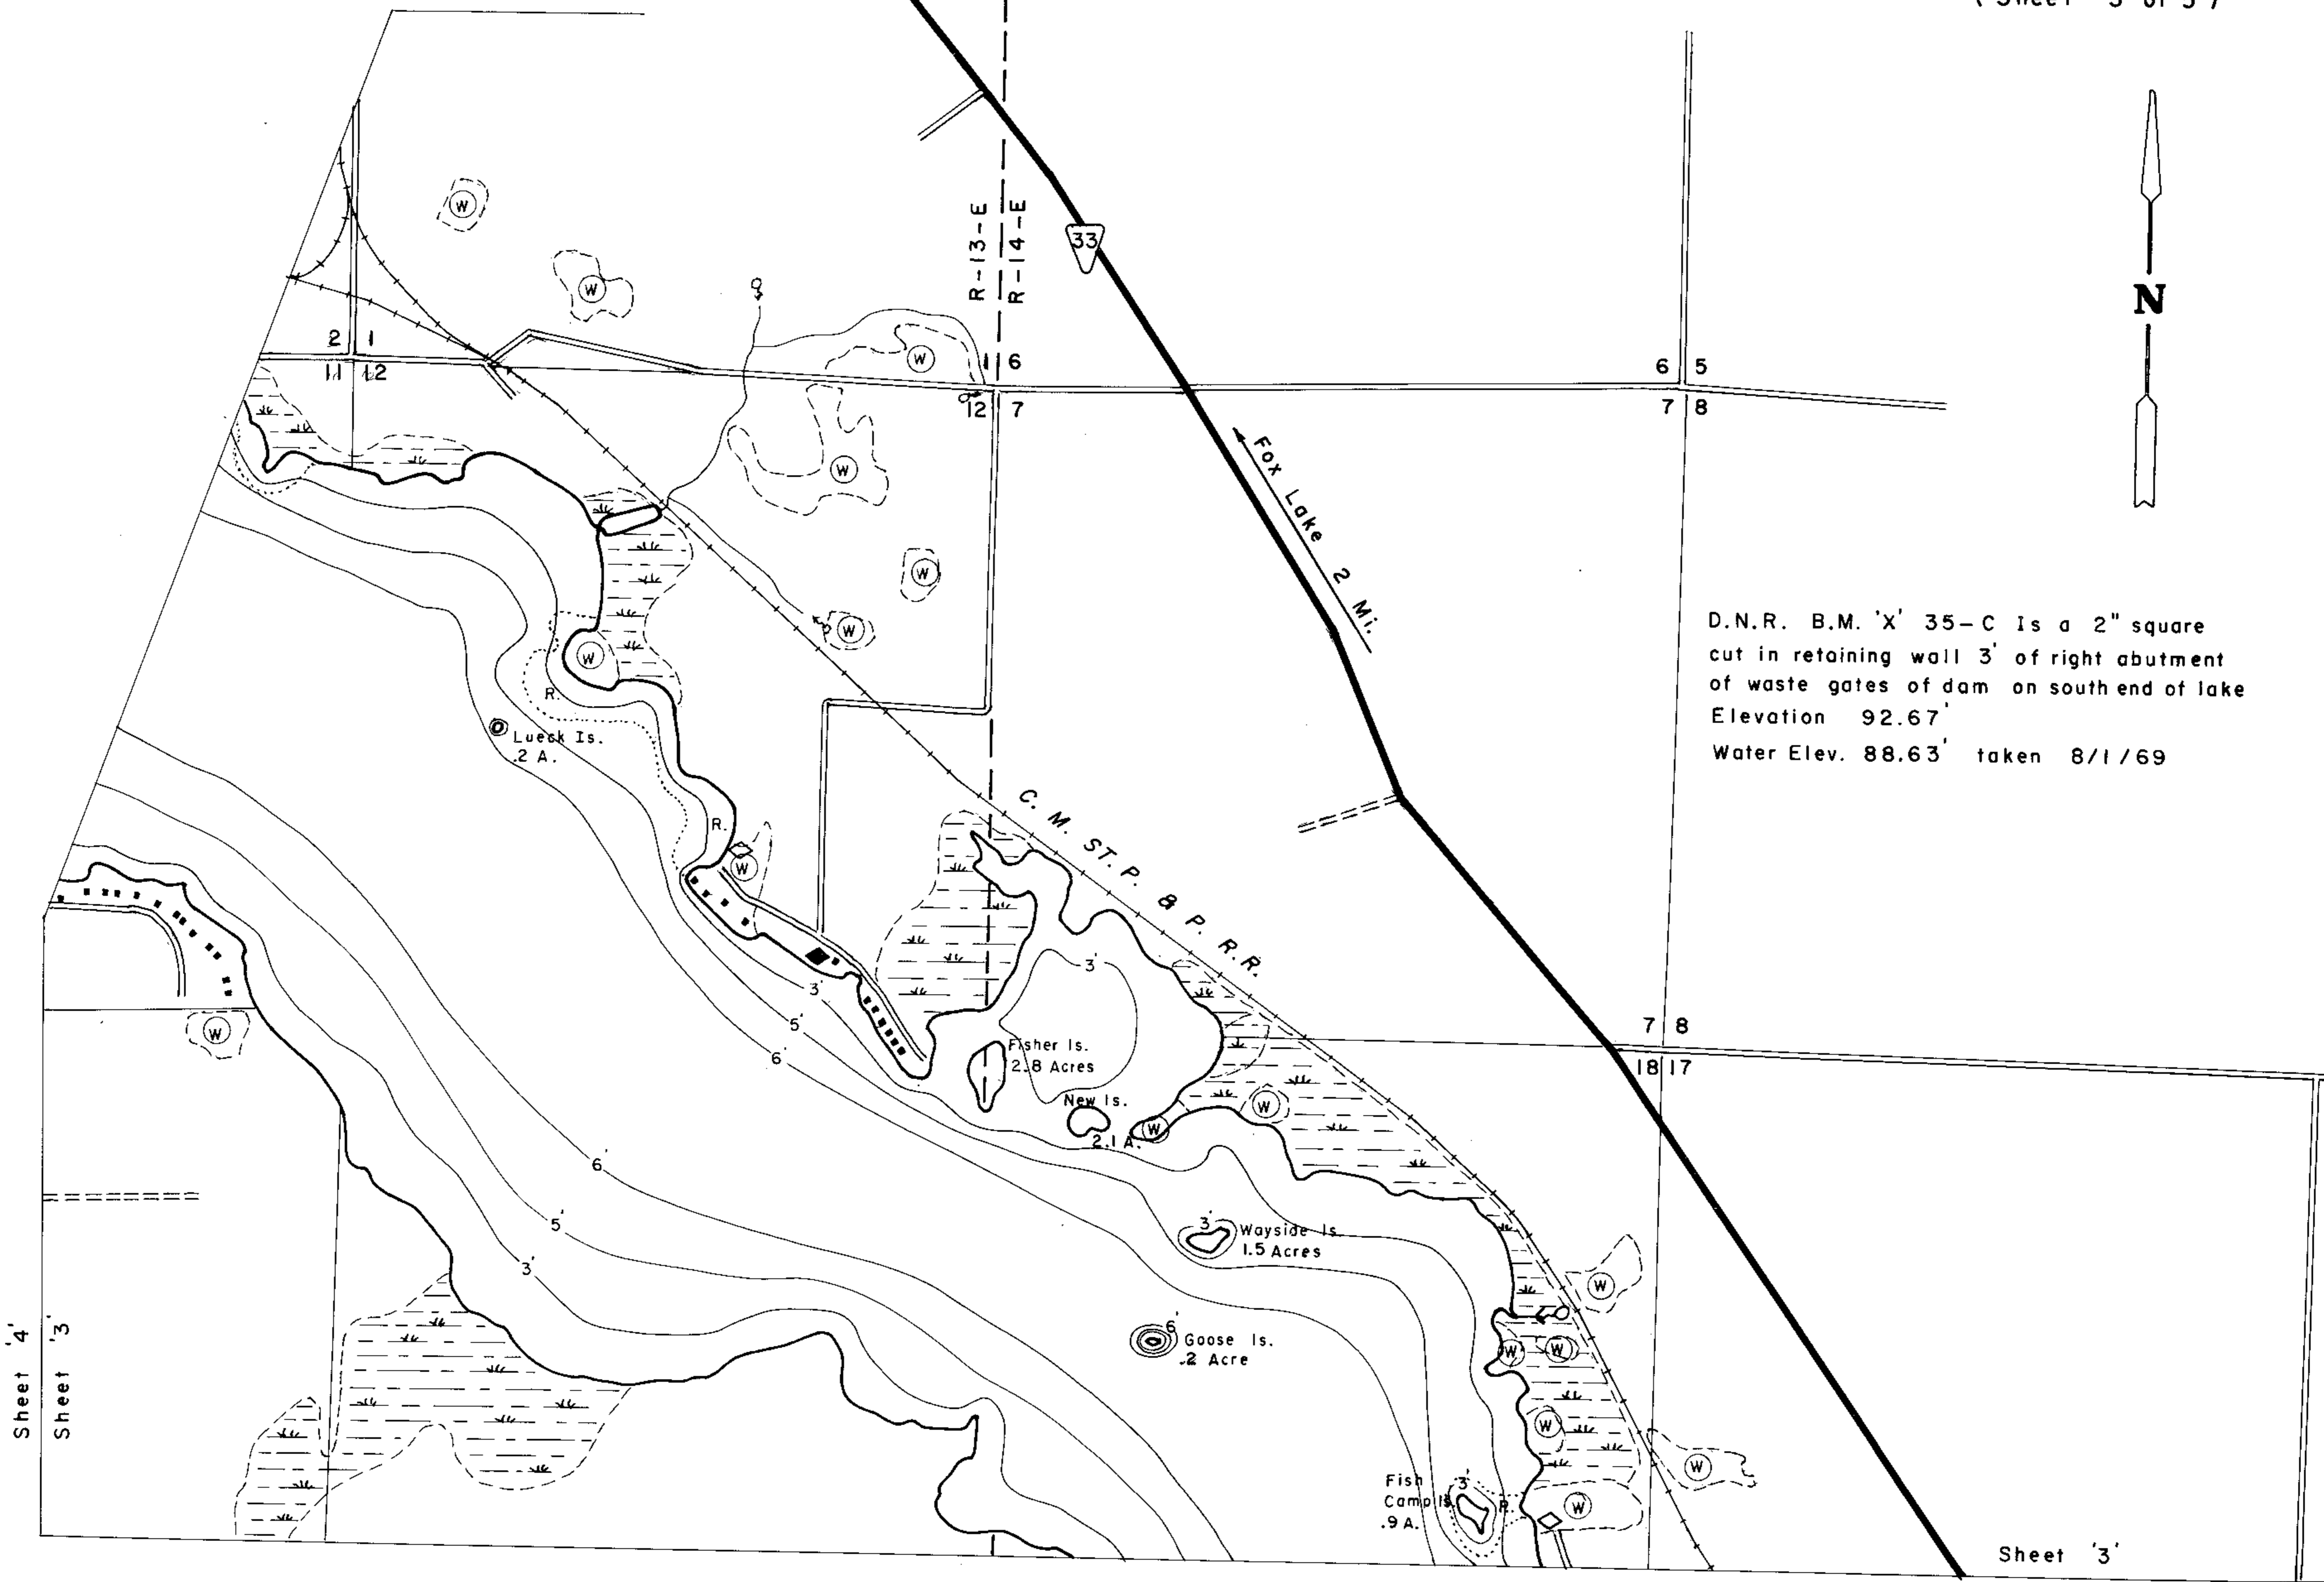 R-13-E
R-14-E
33
N
W
W
W
2 1
11 12
1 6
12 7
6 5
7 8
Fox Lake 2 Mi.
W
W
W
W
R.
Lueck Is.
.2 A.
D.N.R. B.M. 'X' 35-C Is a 2" square
cut in retaining wall 3' of right abutment
of waste gates of dam on south end of lake
Elevation 92.67'
Water Elev. 88.63' taken 8/1/69
C. M. ST. P. & P. R.R.
R.
W
3'
3'
5'
6'
W
7 8
18 17
Fisher Is.
2.8 Acres
New Is.
2.1 A.
W
W
6'
5'
3'
3'
Wayside Is.
1.5 Acres
6'
Goose Is.
.2 Acre
W
W
W
W
W
W
Fish
Camp Is.
.9 A.
3'
R.
Sheet '4'
Sheet '3'
Sheet '3'